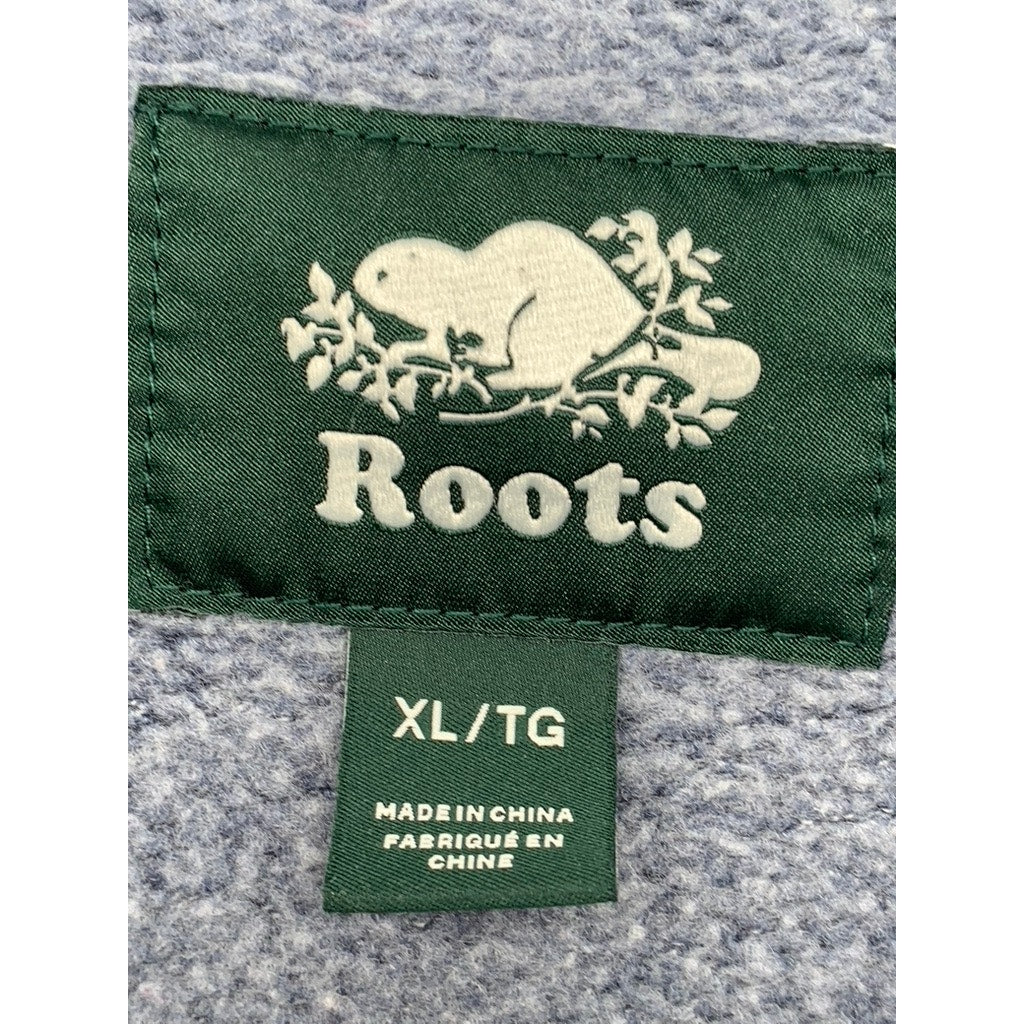 Roots
XL/TG
MADE IN CHINA
FABRIQUÉ EN
CHINE